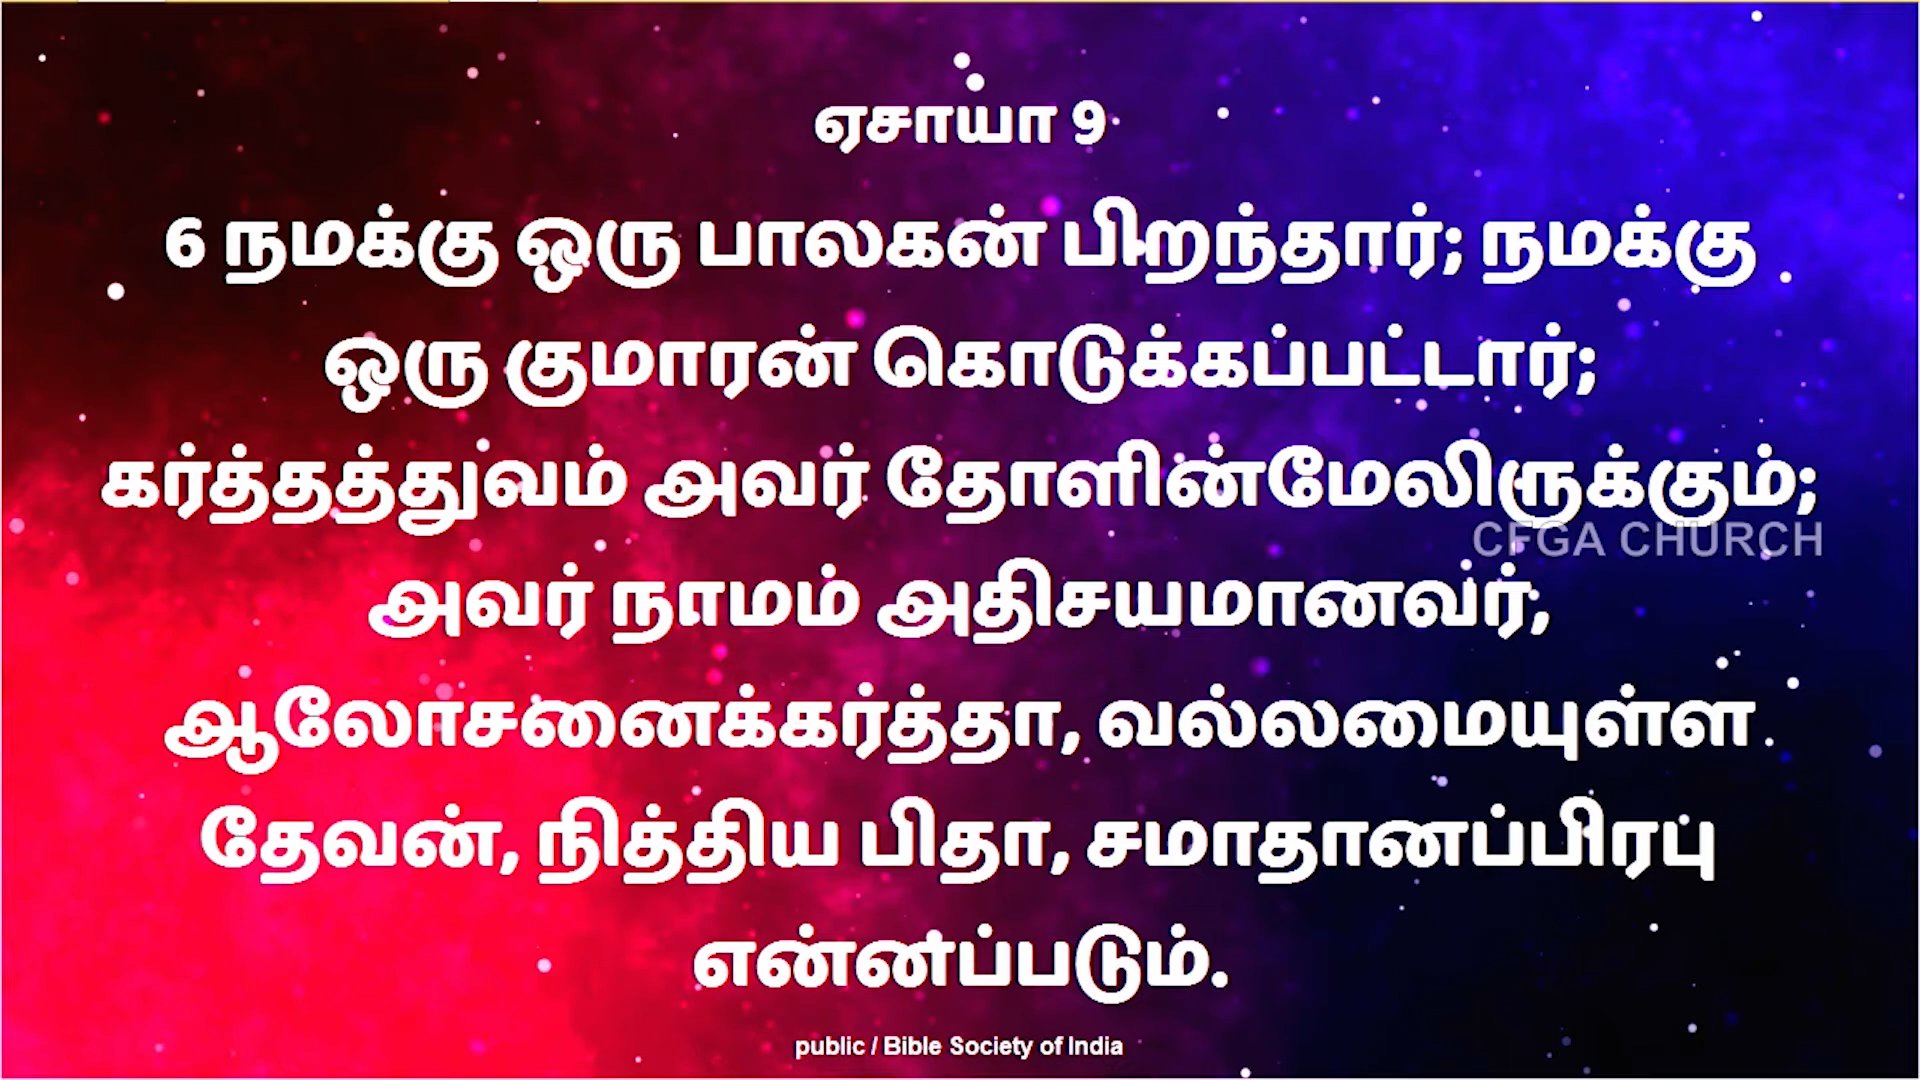 ஏசாயா 9
6 நமக்கு ஒரு பாலகன் பிறந்தார்; நமக்கு
ஒரு குமாரன் கொடுக்கப்பட்டார்;
கர்த்தத்துவம் அவர் தோளின்மேலிருக்கும்;
CFGA CHURCH
அவர் நாமம் அதிசயமானவர்,
ஆலோசனைக்கர்த்தா, வல்லமையுள்ள
தேவன், நித்திய பிதா, சமாதானப்பிரபு
என்னப்படும்.
public / Bible Society of India